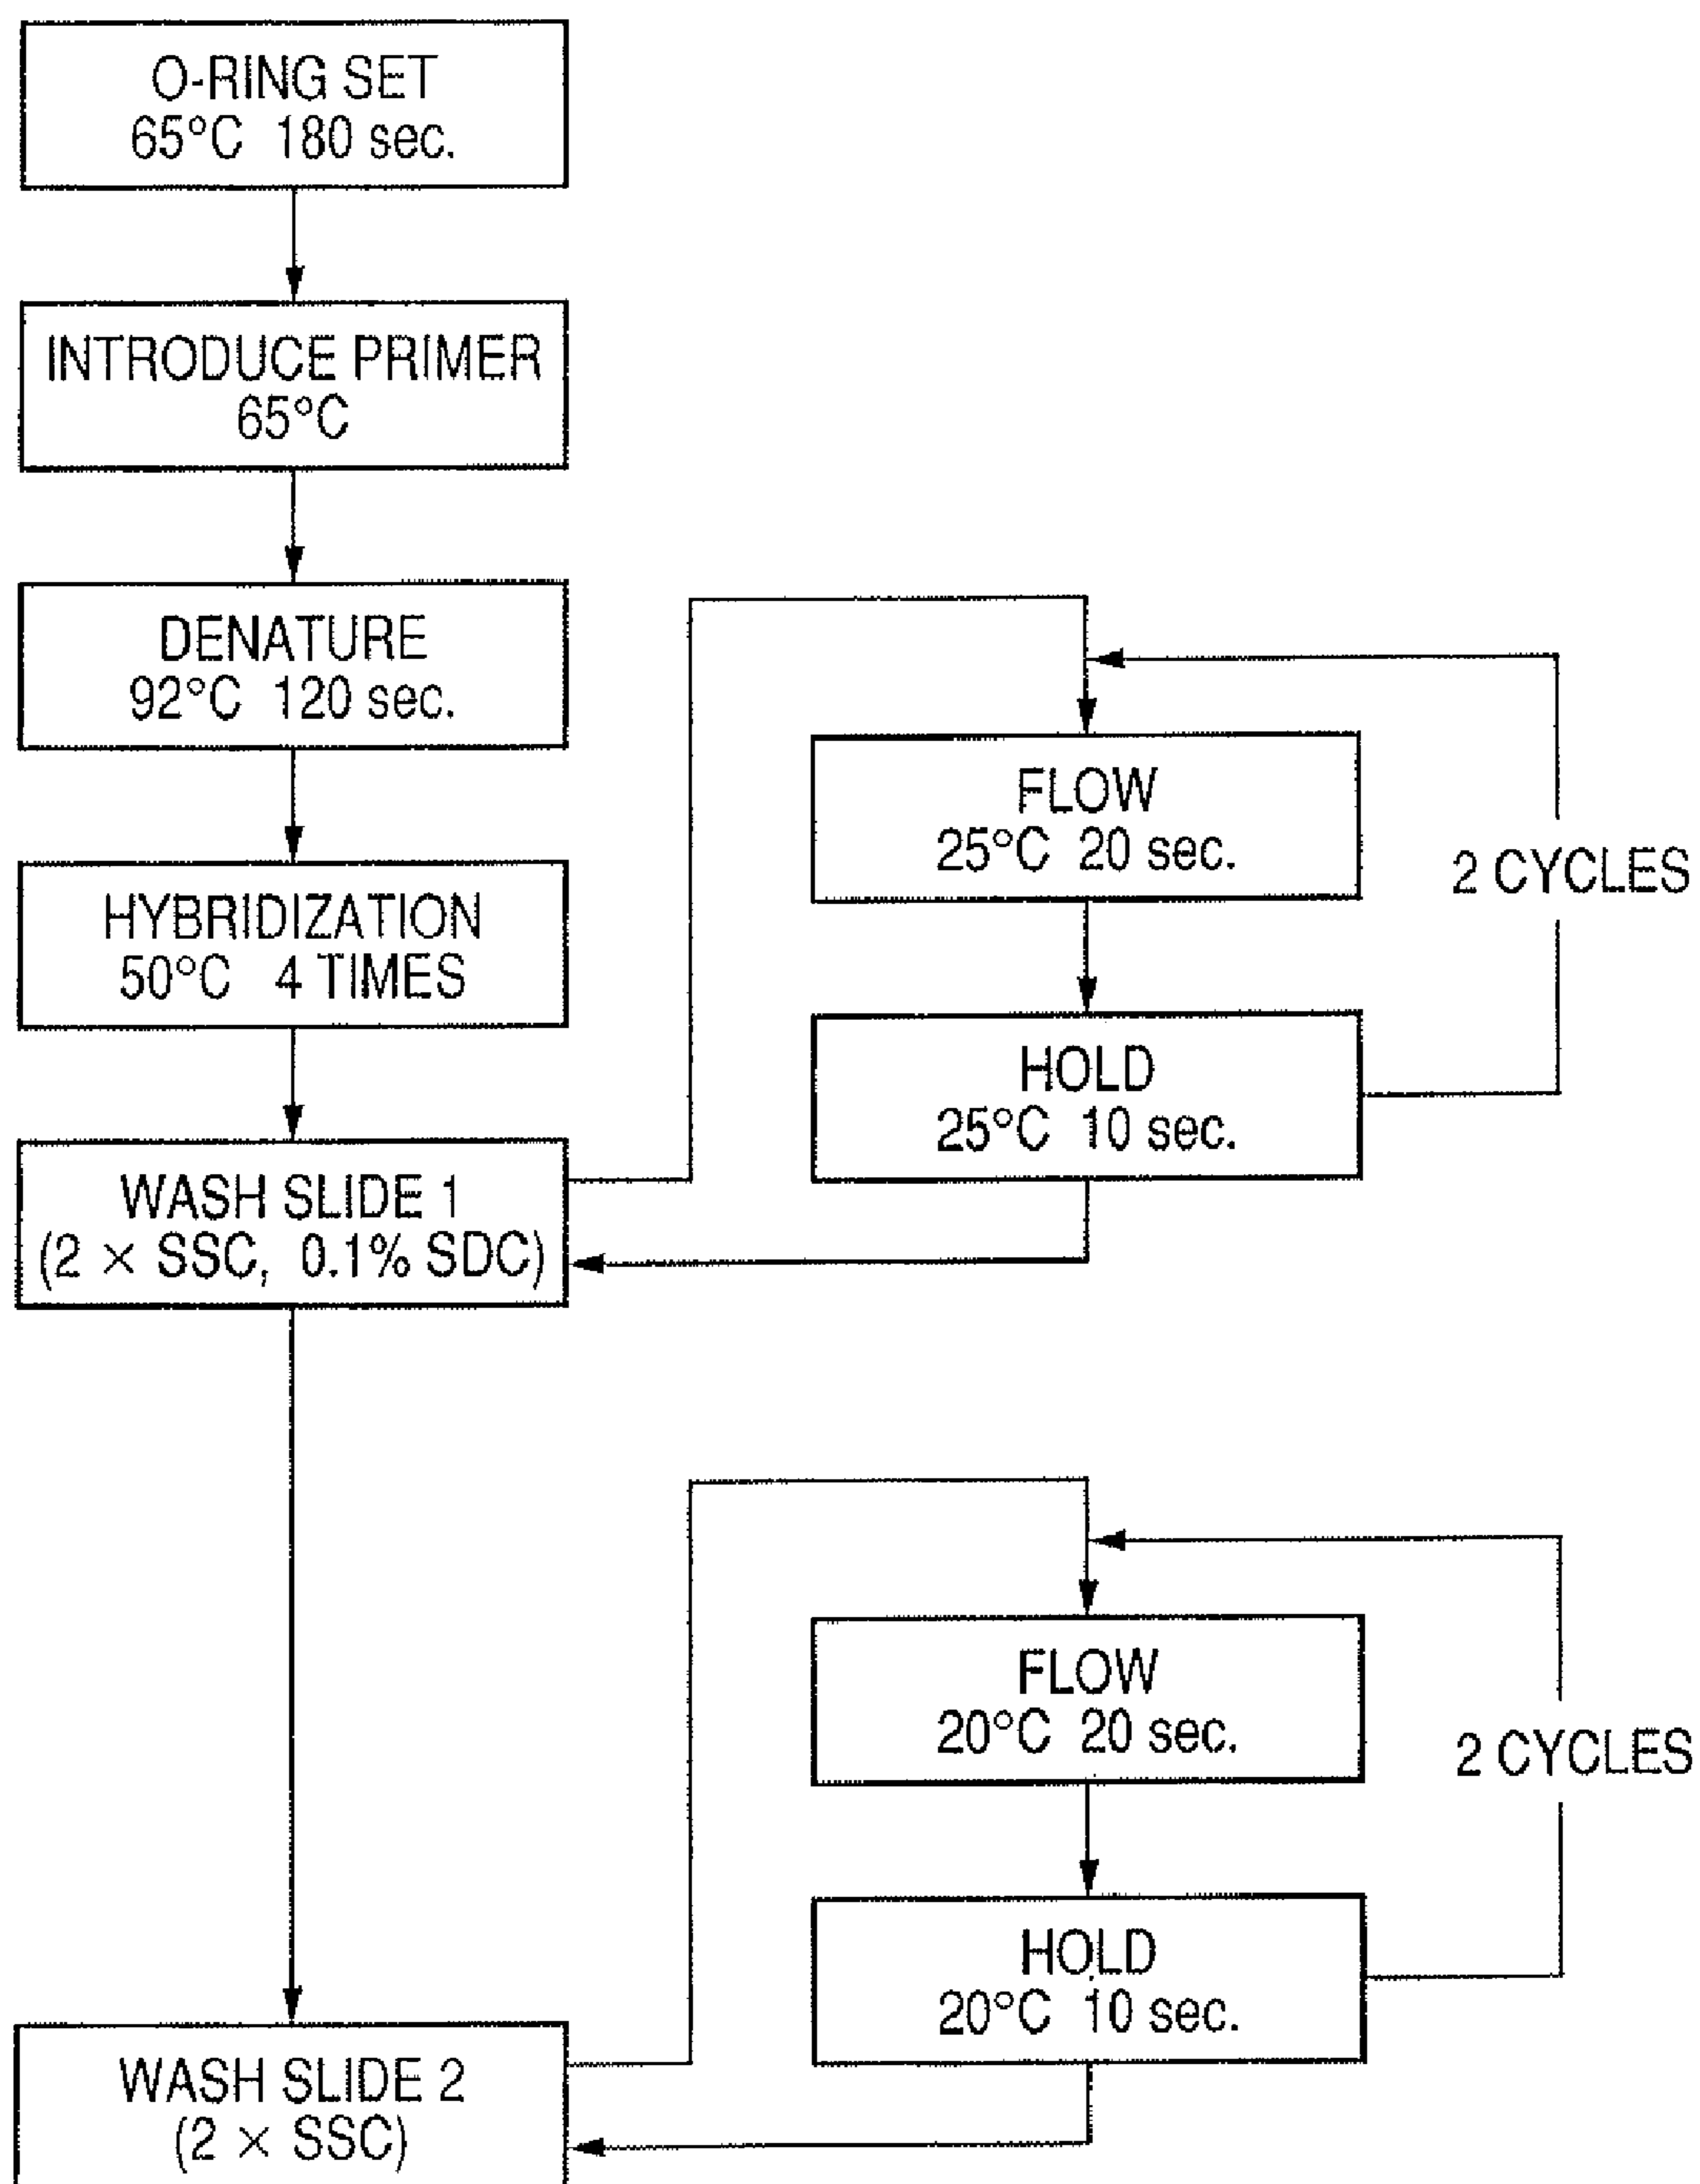 O-RING SET
65°C 180 sec.
INTRODUCE PRIMER
65°C
DENATURE
92°C 120 sec.
HYBRIDIZATION
50°C 4 TIMES
WASH SLIDE 1
(2 × SSC, 0.1% SDC)
FLOW
25°C 20 sec.
HOLD
25°C 10 sec.
2 CYCLES
WASH SLIDE 2
(2 × SSC)
FLOW
20°C 20 sec.
HOLD
20°C 10 sec.
2 CYCLES